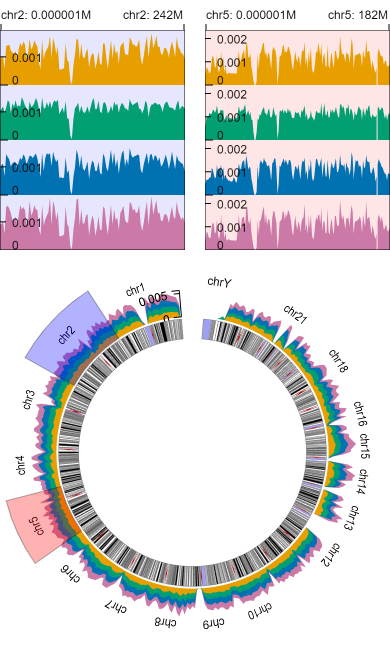 chr2: 0.000001M chr2: 242M chr5: 0.000001M chr5: 182M
0.001
0
0.001
0
0.001
0
0.001
0
0.002
0.001
0
0.002
0.001
0
0.002
0.001
0
0.002
0.001
0
0.005
0
chr1
chr2
chr3
chr4
chr5
chr6
chr7
chr8
chr9
chr10
chr12
chr13
chr14
chr15
chr16
chr18
chr21
chrY